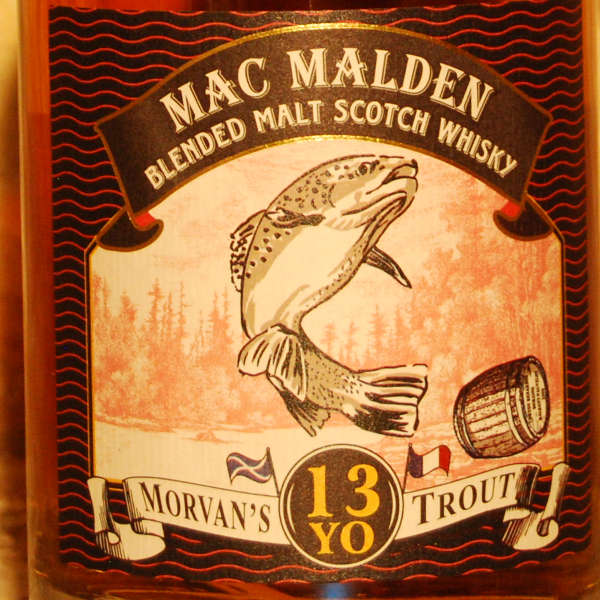 MAC MALDEN
BLENDED MALT SCOTCH WHISKY
MORVAN'S
13
YO
TROUT